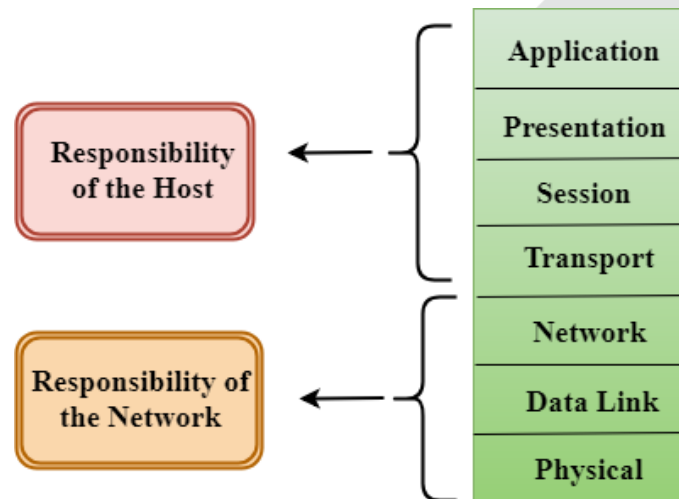 Responsibility
of the Host
Responsibility of
the Network
Application
Presentation
Session
Transport
Network
Data Link
Physical